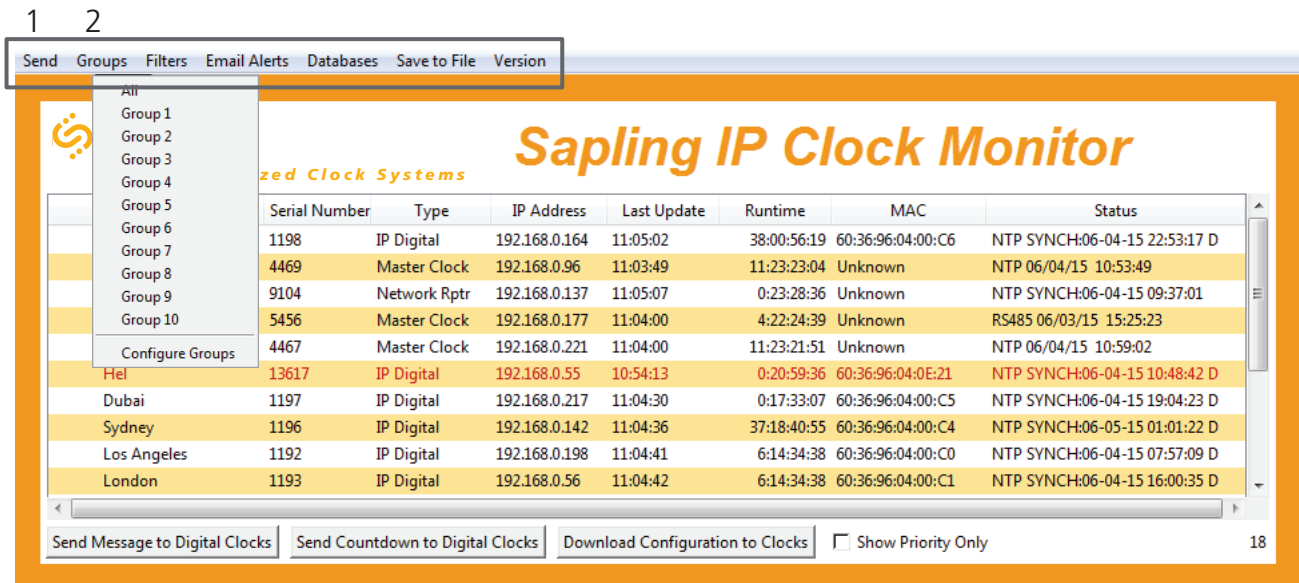 1 2
Send Groups Filters Email Alerts Databases Save to File Version
All
Group 1
Group 2
Group 3
Group 4
Group 5
Group 6
Group 7
Group 8
Group 9
Group 10
Configure Groups
Sapling IP Clock Monitor
zed Clock Systems
Serial Number Type IP Address Last Update Runtime MAC Status
1198 IP Digital 192.168.0.164 11:05:02 38:00:56:19 60:36:96:04:00:C6 NTP SYNCH:06-04-15 22:53:17 D
4469 Master Clock 192.168.0.96 11:03:49 11:23:23:04 Unknown NTP 06/04/15 10:53:49
9104 Network Rptr 192.168.0.137 11:05:07 0:23:28:36 Unknown NTP SYNCH:06-04-15 09:37:01
5456 Master Clock 192.168.0.177 11:04:00 4:22:24:39 Unknown RS485 06/03/15 15:25:23
4467 Master Clock 192.168.0.221 11:04:00 11:23:21:51 Unknown NTP 06/04/15 10:59:02
Hel 13617 IP Digital 192.168.0.55 10:54:13 0:20:59:36 60:36:96:04:0E:21 NTP SYNCH:06-04-15 10:48:42 D
Dubai 1197 IP Digital 192.168.0.217 11:04:30 0:17:33:07 60:36:96:04:00:C5 NTP SYNCH:06-04-15 19:04:23 D
Sydney 1196 IP Digital 192.168.0.142 11:04:36 37:18:40:55 60:36:96:04:00:C4 NTP SYNCH:06-05-15 01:01:22 D
Los Angeles 1192 IP Digital 192.168.0.198 11:04:41 6:14:34:38 60:36:96:04:00:C0 NTP SYNCH:06-04-15 07:57:09 D
London 1193 IP Digital 192.168.0.56 11:04:42 6:14:34:38 60:36:96:04:00:C1 NTP SYNCH:06-04-15 16:00:35 D
Send Message to Digital Clocks Send Countdown to Digital Clocks Download Configuration to Clocks Show Priority Only 18